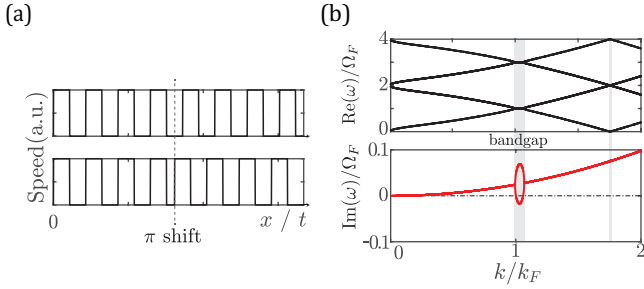 (a)
Speed(a.u.)
0
x / t
π shift
(b)
Re(ω)/Ω_F
4
2
0
bandgap
Im(ω)/Ω_F
0.1
0
-0.1
0
1
2
k/k_F